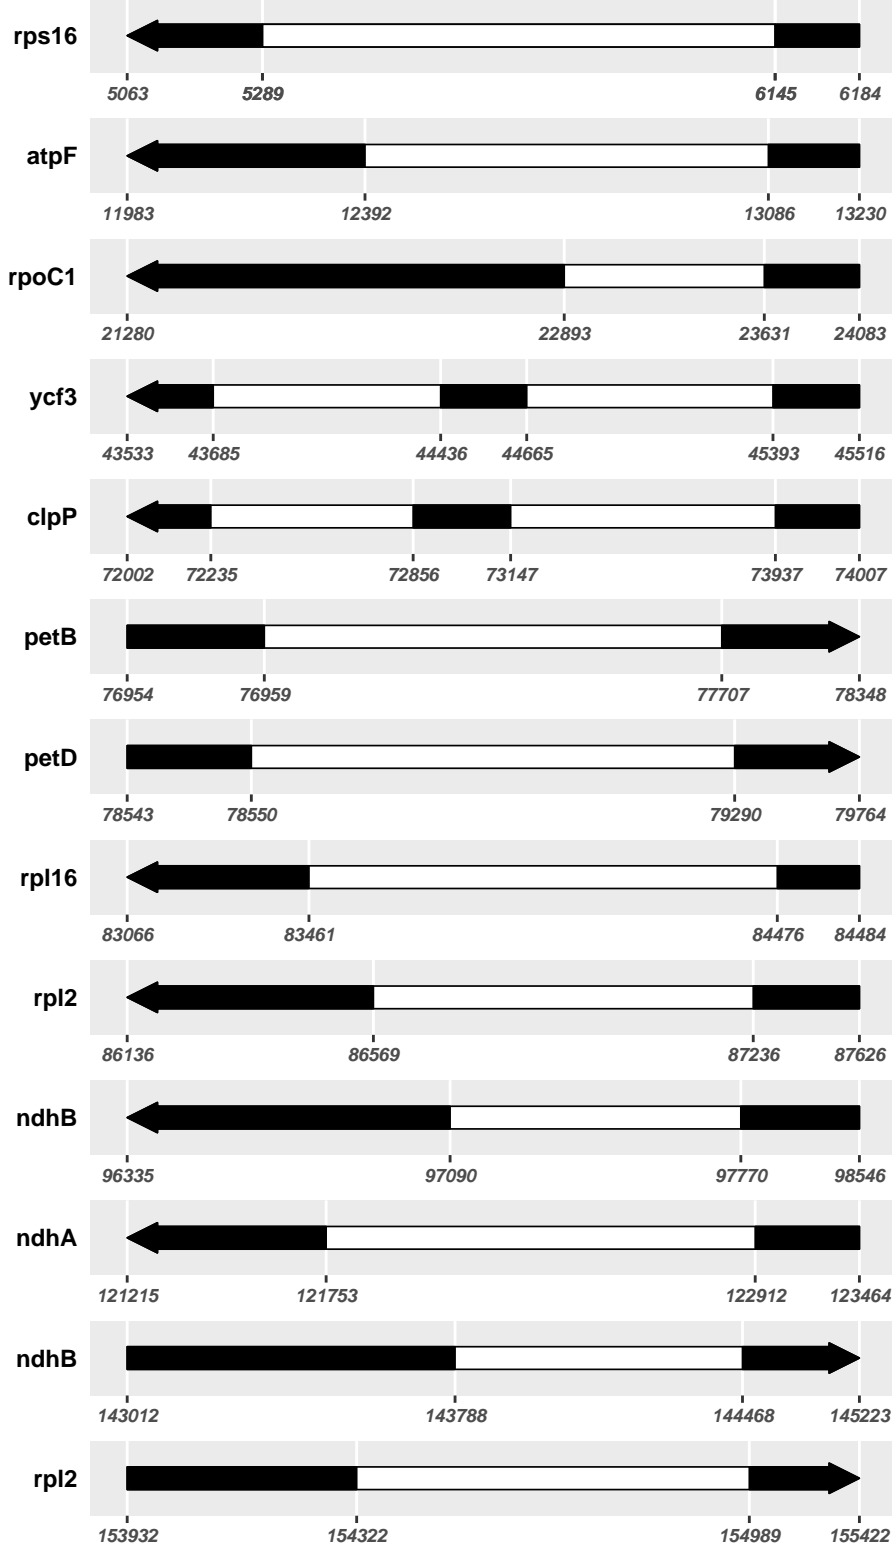 rps16
5063 5289 6145 6184
atpF
11983 12392 13086 13230
rpoC1
21280 22893 23631 24083
ycf3
43533 43685 44436 44665 45393 45516
clpP
72002 72235 72856 73147 73937 74007
petB
76954 76959 77707 78348
petD
78543 78550 79290 79764
rpl16
83066 83461 84476 84484
rpl2
86136 86569 87236 87626
ndhB
96335 97090 97770 98546
ndhA
121215 121753 122912 123464
ndhB
143012 143788 144468 145223
rpl2
153932 154322 154989 155422